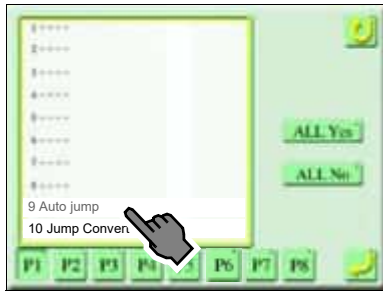 1 -----
2 -----
3 -----
4 -----
5 -----
6 -----
7 -----
8 -----
9 Auto jump
10 Jump Conven
ALL Yes
ALL No
P1 P2 P3 P4 P6 P7 P8